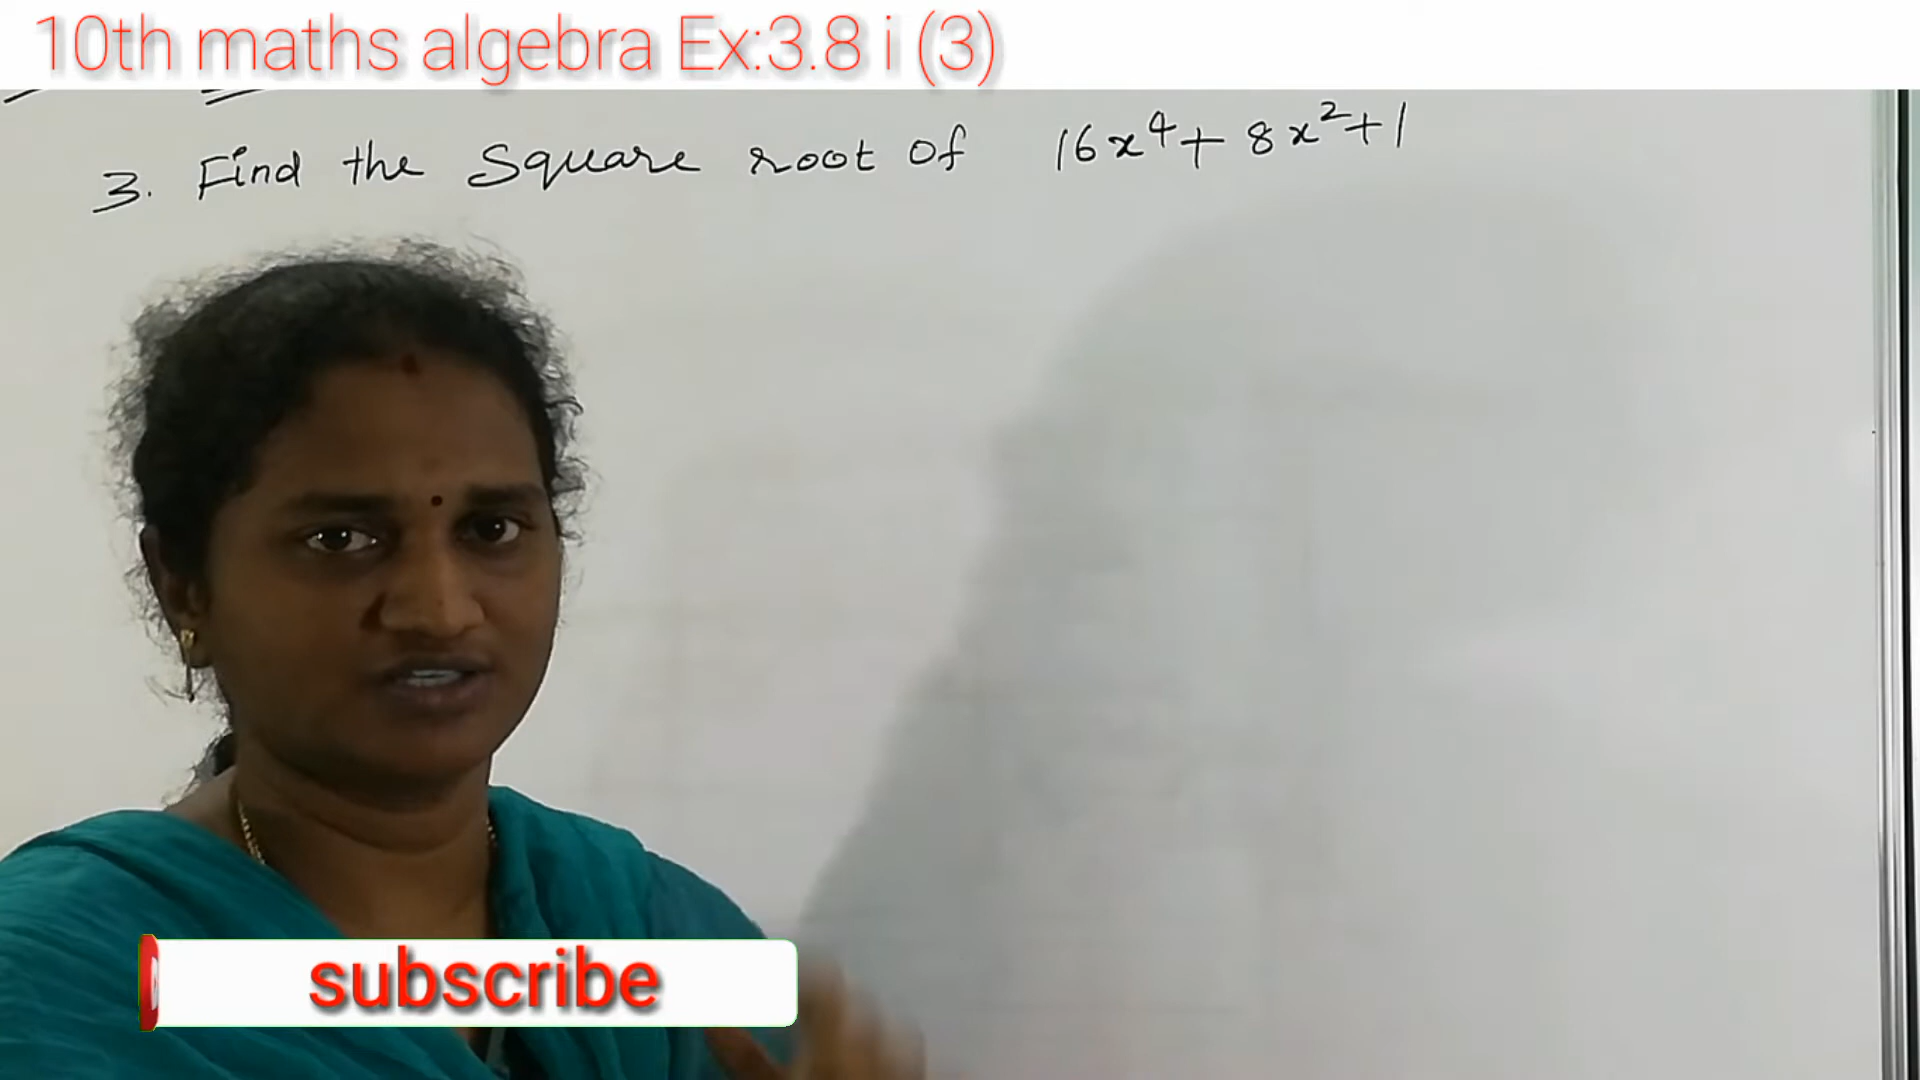 10th maths algebra Ex:3.8 i (3)
3. Find the Square root of 16x⁴ + 8x² + 1
subscribe